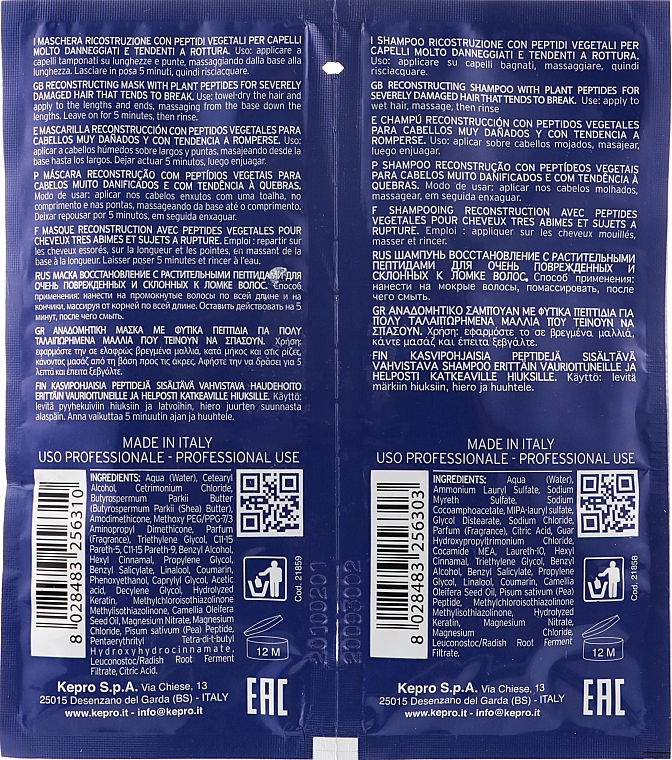 I MASCHERA RICOSTRUZIONE CON PEPTIDI VEGETALI PER CAPELLI
MOLTO DANNEGGIATI E TENDENTI A ROTTURA. Uso: applicare a
capelli tamponati su lunghezze e punte, massaggiando dalla base alla
lunghezza. Lasciare in posa 5 minuti, quindi risciacquare.
GB RECONSTRUCTING MASK WITH PLANT PEPTIDES FOR SEVERELY
DAMAGED HAIR THAT TENDS TO BREAK. Use: towel-dry the hair and
apply to the lengths and ends, massaging from the base down the
lengths. Leave on for 5 minutes, then rinse.
E MASCARILLA RECONSTRUCCIÓN CON PEPTIDOS VEGETALES PARA
CABELLOS MUY DAÑADOS Y CON TENDENCIA A ROMPERSE. Uso:
aplicar a cabellos húmedos sobre largos y puntas, masajeando desde la
base hasta los largos. Dejar actuar 5 minutos, luego enjuagar.
P MÁSCARA RECONSTRUÇÃO COM PEPTÍDIOS VEGETAIS PARA
CABELOS MUITO DANIFICADOS E COM TENDÊNCIA À QUEBRAS.
Modo de usar: aplicar nos cabelos enxutos com uma toalha, no
comprimento e nas pontas, massageando da base até o comprimento.
Deixar repousar por 5 minutos, em seguida enxaguar.
F MASQUE RECONSTRUCTION AVEC PEPTIDES VEGETALES POUR
CHEVEUX TRES ABIMES ET SUJETS A RUPTURE. Emploi : repartir sur
les cheveux essorés, sur la longueur et les pointes, en massant de la
base à la longueur. Laisser poser 5 minutes et rincer à l'eau.
RUS МАСКА ВОССТАНОВЛЕНИЕ С РАСТИТЕЛЬНЫМИ ПЕПТИДАМИ ДЛЯ
ОЧЕНЬ ПОВРЕЖДЕННЫХ И СКЛОННЫХ К ЛОМКЕ ВОЛОС. Способ
применения: нанести на промокнутые волосы по всей длине и на
кончики, массируя от корней по всей длине. Оставить действовать на 5
минут, после чего смыть.
GR ΑΝΑΔΟΜΗΤΙΚΗ ΜΑΣΚΑ ΜΕ ΦΥΤΙΚΑ ΠΕΠΤΙΔΙΑ ΓΙΑ ΠΟΛΥ
ΤΑΛΑΙΠΩΡΗΜΕΝΑ ΜΑΛΛΙΑ ΠΟΥ ΤΕΙΝΟΥΝ ΝΑ ΣΠΑΣΟΥΝ. Χρήση:
εφαρμόστε την σε ελαφρώς βρεγμένα μαλλιά, κατά μήκος και στις ρίζες,
κάνοντας μασάζ από τη βάση προς τις άκρες. Αφήστε την να δράσει για 5
λεπτά και έπειτα ξεβγάλτε.
FIN KASVIPOHJAISIA PEPTIDEJÄ SISÄLTÄVÄ VAHVISTAVA HAUDEHOITO
ERITTÄIN VAURIOITUNEILLE JA HELPOSTI KATKEAVILLE HIUKSILLE. Käyttö:
levitä pyyhekuiviin hiuksiin ja latvoihin, hiero juurten suunnasta
alaspäin. Anna vaikuttaa 5 minuutin ajan ja huuhtele.
MADE IN ITALY
USO PROFESSIONALE - PROFESSIONAL USE
INGREDIENTS: Aqua (Water), Cetearyl
Alcohol, Cetrimonium Chloride,
Butyrospermum Parkii Butter
(Butyrospermum Parkii (Shea) Butter),
Amodimethicone, Methoxy PEG/PPG-7/3
Aminopropyl Dimethicone, Parfum
(Fragrance), Triethylene Glycol, C11-15
Pareth-5, C11-15 Pareth-9, Benzyl Alcohol,
Hexyl Cinnamal, Propylene Glycol,
Benzyl Salicylate, Linalool, Coumarin,
Phenoxyethanol, Caprylyl Glycol, Acetic
acid, Decylene Glycol, Hydrolyzed
Keratin, Methylchloroisothiazolinone
Methylisothiazolinone, Camellia Oleifera
Seed Oil, Magnesium Nitrate, Magnesium
Chloride, Pisum sativum (Pea) Peptide,
Pentaerythrityl Tetra-di-t-butyl
Hydroxyhydrocinnamate,
Leuconostoc/Radish Root Ferment
Filtrate, Citric Acid.
8 028483 256310
Cod. 21859
12 M
Kepro S.p.A. Via Chiese, 13
25015 Desenzano del Garda (BS) - ITALY
www.kepro.it - info@kepro.it
EAC
I SHAMPOO RICOSTRUZIONE CON PEPTIDI VEGETALI PER
CAPELLI MOLTO DANNEGGIATI E TENDENTI A ROTTURA.
Uso: applicare su capelli bagnati, massaggiare, quindi
risciacquare.
GB RECONSTRUCTING SHAMPOO WITH PLANT PEPTIDES FOR
SEVERELY DAMAGED HAIR THAT TENDS TO BREAK. Use: apply to
wet hair, massage, then rinse
E CHAMPÚ RECONSTRUCCIÓN CON PEPTIDOS VEGETALES
PARA CABELLOS MUY DAÑADOS Y CON TENDENCIA A
ROMPERSE. Uso: aplicar sobre cabellos mojados, masajear,
luego enjuagar.
P SHAMPOO RECONSTRUÇÃO COM PEPTÍDEOS VEGETAIS
PARA CABELOS MUITO DANIFICADOS E COM TENDÊNCIA À
QUEBRAS. Modo de usar: aplicar nos cabelos molhados,
massagear, em seguida enxaguar.
F SHAMPOOING RECONSTRUCTION AVEC PEPTIDES
VEGETALES POUR CHEVEUX TRES ABIMES ET SUJETS A
RUPTURE. Emploi : appliquer sur les cheveux mouillés,
masser et rincer.
RUS ШАМПУНЬ ВОССТАНОВЛЕНИЕ С РАСТИТЕЛЬНЫМИ
ПЕПТИДАМИ ДЛЯ ОЧЕНЬ ПОВРЕЖДЕННЫХ И
СКЛОННЫХ К ЛОМКЕ ВОЛОС. Способ применения:
нанести на мокрые волосы, помассировать, после
чего смыть.
GR ΑΝΑΔΟΜΗΤΙΚΟ ΣΑΜΠΟΥΑΝ ΜΕ ΦΥΤΙΚΑ ΠΕΠΤΙΔΙΑ ΓΙΑ
ΠΟΛΥ ΤΑΛΑΙΠΩΡΗΜΕΝΑ ΜΑΛΛΙΑ ΠΟΥ ΤΕΙΝΟΥΝ ΝΑ
ΣΠΑΣΟΥΝ. Χρήση: εφαρμόστε το σε βρεγμένα μαλλιά,
κάντε μασάζ και έπειτα ξεβγάλτε.
FIN KASVIPOHJAISIA PEPTIDEJÄ SISÄLTÄVÄ
VAHVISTAVA SHAMPOO ERITTÄIN VAURIOITUNEILLE JA
HELPOSTI KATKEAVILLE HIUKSILLE. Käyttö: levitä
märkiin hiuksiin, hiero ja huuhtele.
MADE IN ITALY
USO PROFESSIONALE - PROFESSIONAL USE
INGREDIENTS: Aqua (Water),
Ammonium Lauryl Sulfate, Sodium
Myreth Sulfate, Sodium
Cocoamphoacetate, MIPA-lauryl sulfate,
Glycol Distearate, Sodium Chloride,
Parfum (Fragrance), Citric Acid, Guar
Hydroxypropyltrimonium Chloride,
Cocamide MEA, Laureth-10, Hexyl
Cinnamal, Triethylene Glycol, Benzyl
Alcohol, Benzyl Salicylate, Propylene
Glycol, Linalool, Coumarin, Camellia
Oleifera Seed Oil, Pisum sativum (Pea)
Peptide, Methylchloroisothiazolinone
Methylisothiazolinone, Hydrolyzed
Keratin, Magnesium Nitrate,
Magnesium Chloride,
Leuconostoc/Radish Root Ferment
Filtrate.
8 028483 256303
Cod. 21858
12 M
Kepro S.p.A. Via Chiese, 13
25015 Desenzano del Garda (BS) - ITALY
www.kepro.it - info@kepro.it
EAC